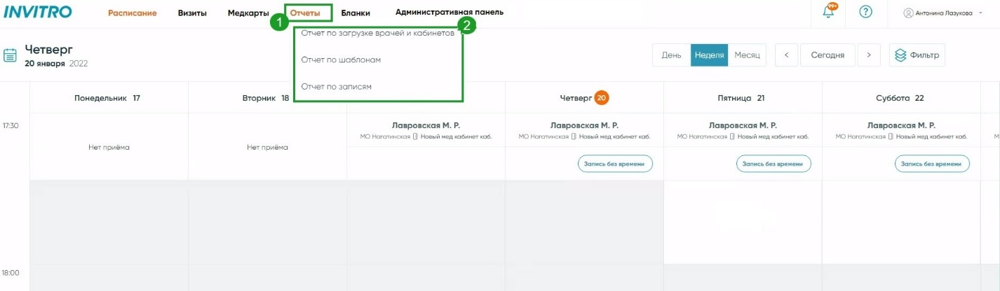 INVITRO Расписание Визиты Медкарты Отчеты Бланки Административная панель 99+ Антонина Лазукова
1 2
Отчет по загрузке врачей и кабинетов
Отчет по шаблонам
Отчет по записям
Четверг
20 января 2022
День Неделя Месяц < Сегодня > Фильтр
Понедельник 17 Вторник 18 Четверг 20 Пятница 21 Суббота 22
17:30 Лавровская М. Р. Лавровская М. Р. Лавровская М. Р. Лавровская М. Р.
МО Нагатинская Новый мед кабинет каб. МО Нагатинская Новый мед кабинет каб. МО Нагатинская Новый мед кабинет каб. МО Нагатинская Новый мед кабинет каб. М
Нет приёма Нет приёма
Запись без времени Запись без времени Запись без времени
18:00